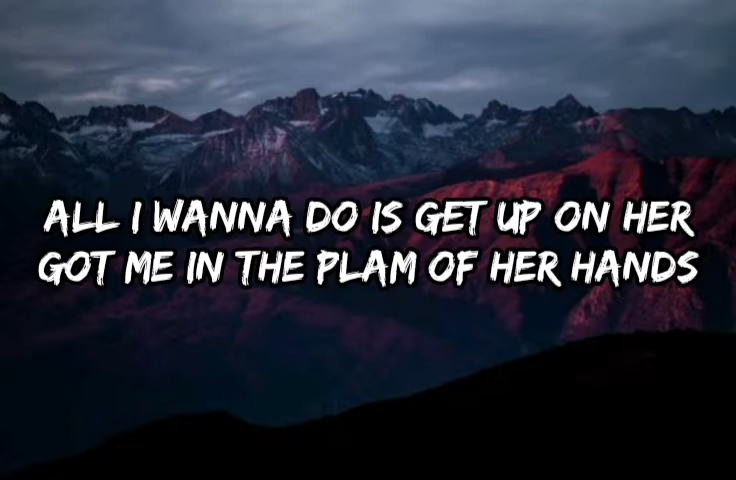 ALL I WANNA DO IS GET UP ON HER
GOT ME IN THE PLAM OF HER HANDS